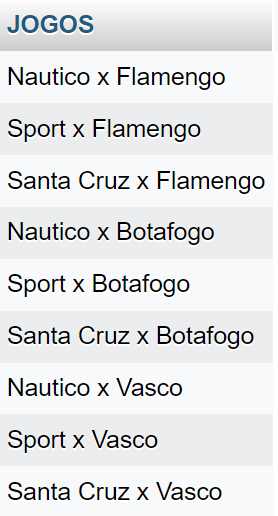 JOGOS
Nautico x Flamengo
Sport x Flamengo
Santa Cruz x Flamengo
Nautico x Botafogo
Sport x Botafogo
Santa Cruz x Botafogo
Nautico x Vasco
Sport x Vasco
Santa Cruz x Vasco